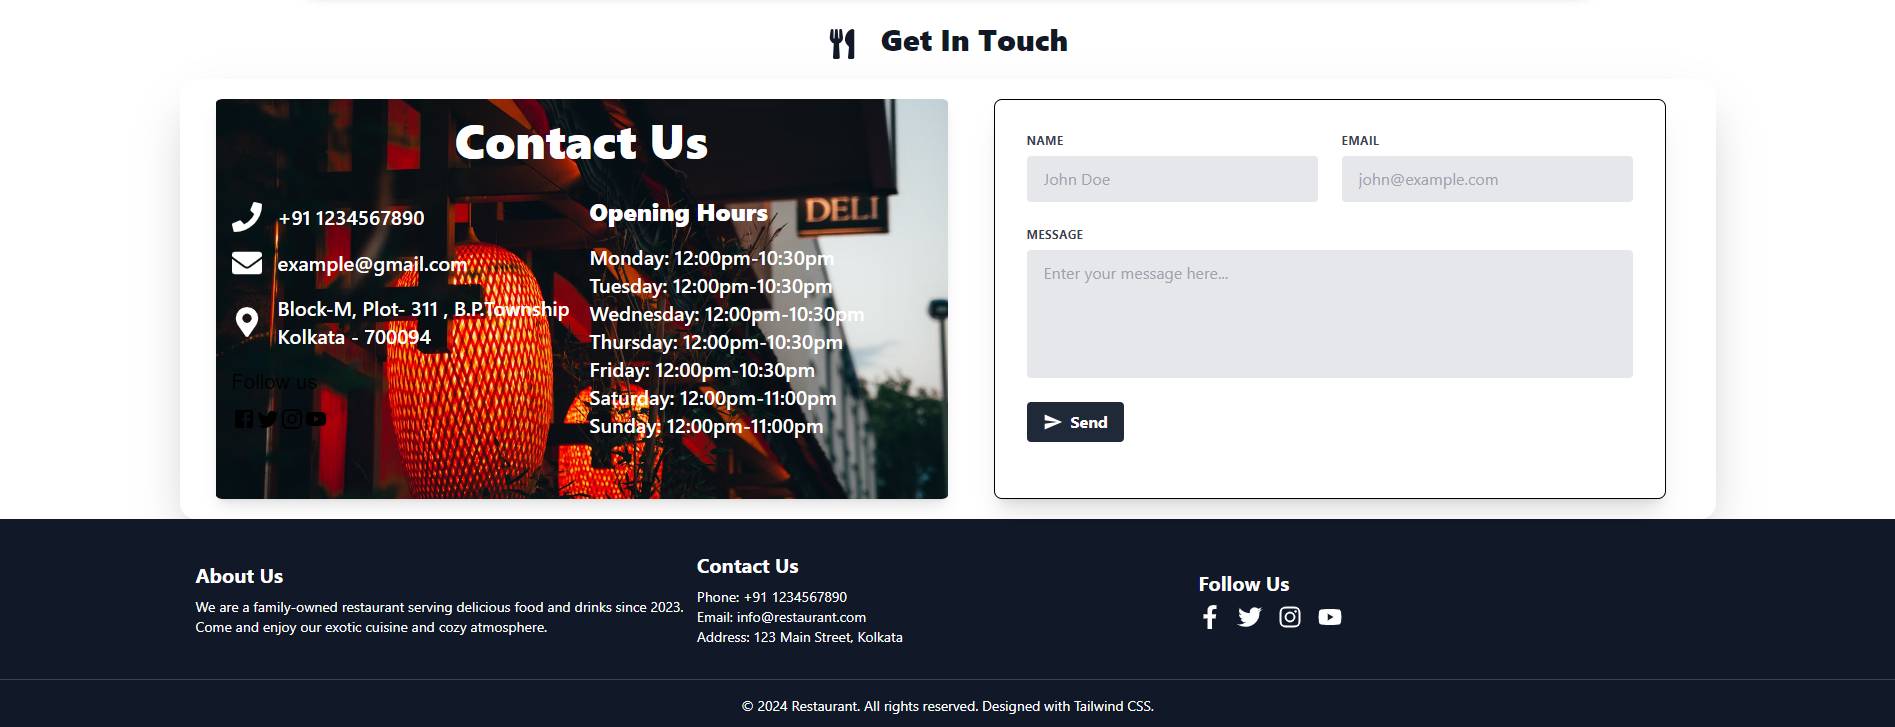 Get In Touch
Contact Us
+91 1234567890
example@gmail.com
Block-M, Plot- 311 , B.P.Township
Kolkata - 700094
Follow us
Opening Hours
Monday: 12:00pm-10:30pm
Tuesday: 12:00pm-10:30pm
Wednesday: 12:00pm-10:30pm
Thursday: 12:00pm-10:30pm
Friday: 12:00pm-10:30pm
Saturday: 12:00pm-11:00pm
Sunday: 12:00pm-11:00pm
DELI
NAME
John Doe
EMAIL
john@example.com
MESSAGE
Enter your message here...
Send
About Us
We are a family-owned restaurant serving delicious food and drinks since 2023.
Come and enjoy our exotic cuisine and cozy atmosphere.
Contact Us
Phone: +91 1234567890
Email: info@restaurant.com
Address: 123 Main Street, Kolkata
Follow Us
© 2024 Restaurant. All rights reserved. Designed with Tailwind CSS.